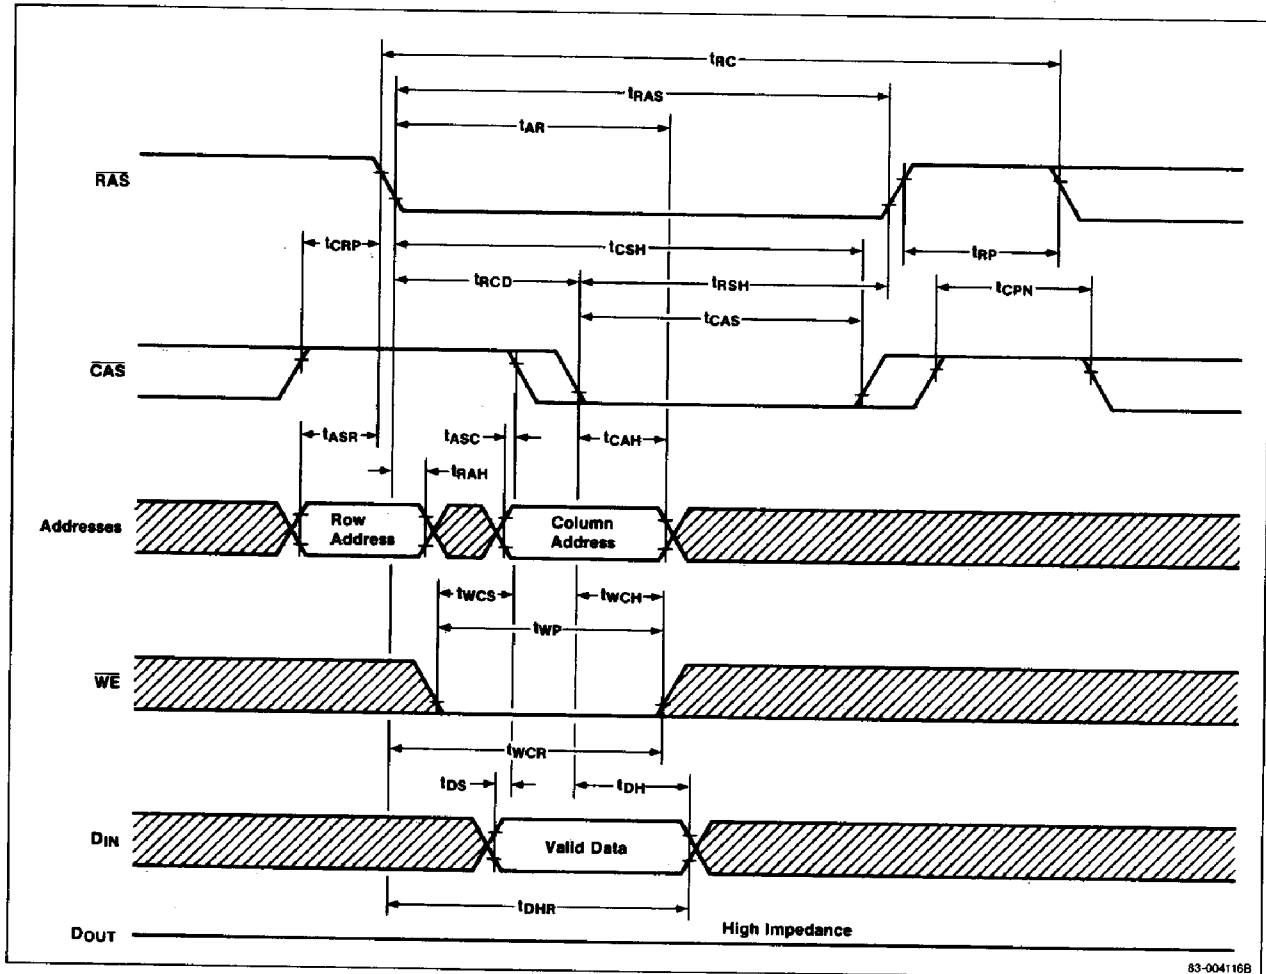 tRC
tRAS
tAR
RAS
tCRP
tCSH
tRP
tRCD
tRSH
tCPN
tCAS
CAS
tASR
tASC
tCAH
tRAH
Addresses
Row
Address
Column
Address
tWCS
tWCH
tWP
WE
tWCR
tDS
tDH
DIN
Valid Data
tDHR
DOUT
High Impedance
83-004116B